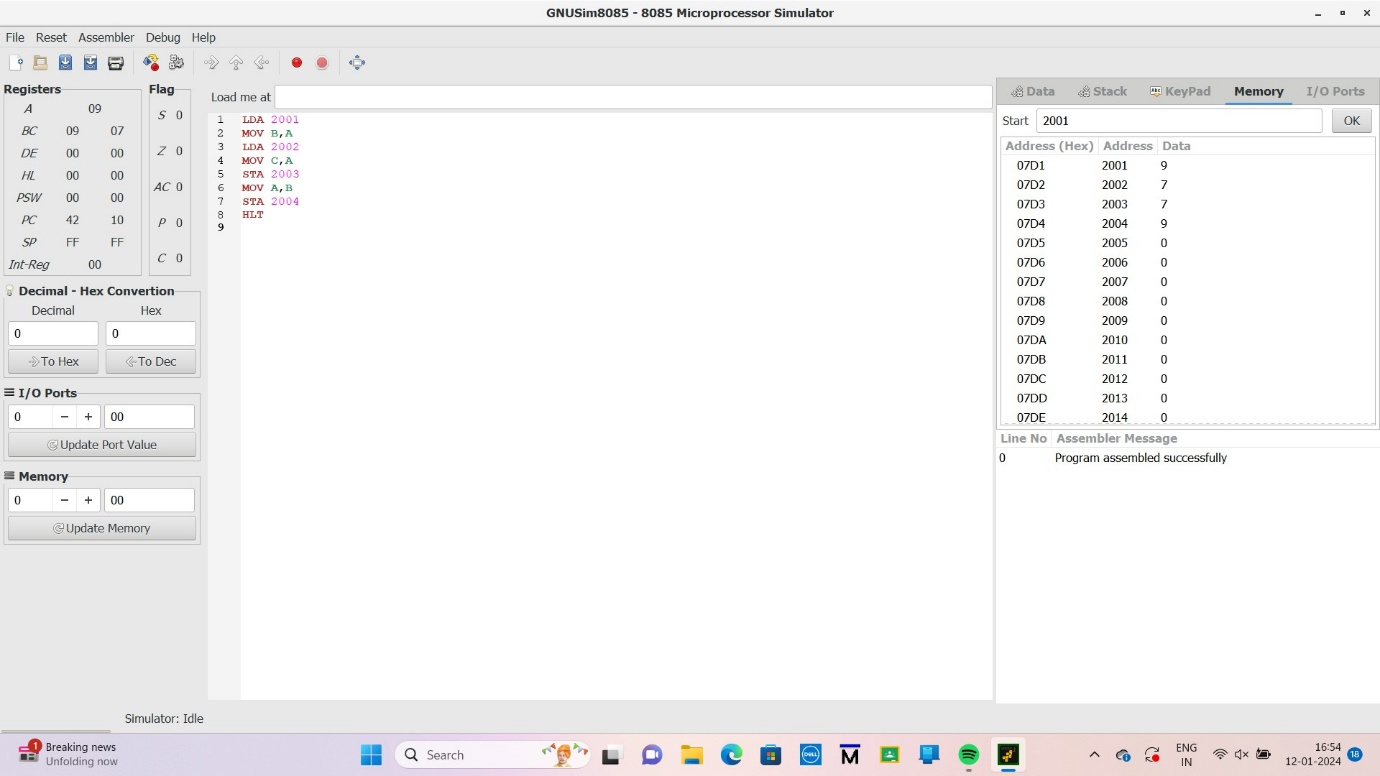 GNUSim8085 - 8085 Microprocessor Simulator
File Reset Assembler Debug Help
Registers
A 09
BC 09 07
DE 00 00
HL 00 00
PSW 00 00
PC 42 10
SP FF FF
Int-Reg 00
Flag
S 0
Z 0
AC 0
P 0
C 0
Decimal - Hex Convertion
Decimal Hex
0 0
To Hex To Dec
I/O Ports
0 − + 00
Update Port Value
Memory
0 − + 00
Update Memory
Load me at
1 LDA 2001
2 MOV B,A
3 LDA 2002
4 MOV C,A
5 STA 2003
6 MOV A,B
7 STA 2004
8 HLT
9
Data Stack KeyPad Memory I/O Ports
Start 2001 OK
Address (Hex) Address Data
07D1 2001 9
07D2 2002 7
07D3 2003 7
07D4 2004 9
07D5 2005 0
07D6 2006 0
07D7 2007 0
07D8 2008 0
07D9 2009 0
07DA 2010 0
07DB 2011 0
07DC 2012 0
07DD 2013 0
07DE 2014 0
Line No Assembler Message
0 Program assembled successfully
Simulator: Idle
1
Breaking news
Unfolding now
Search
DELL
M
ENG
IN
16:54
12-01-2024
18